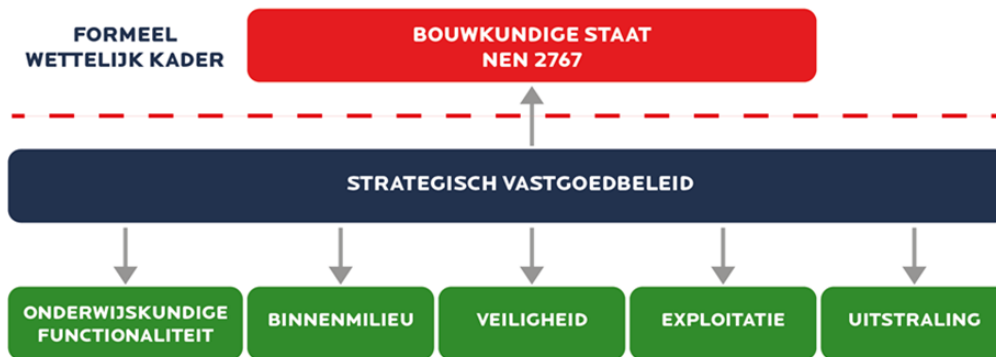 FORMEEL
WETTELIJK KADER
BOUWKUNDIGE STAAT
NEN 2767
STRATEGISCH VASTGOEDBELEID
ONDERWIJSKUNDIGE
FUNCTIONALITEIT
BINNENMILIEU
VEILIGHEID
EXPLOITATIE
UITSTRALING